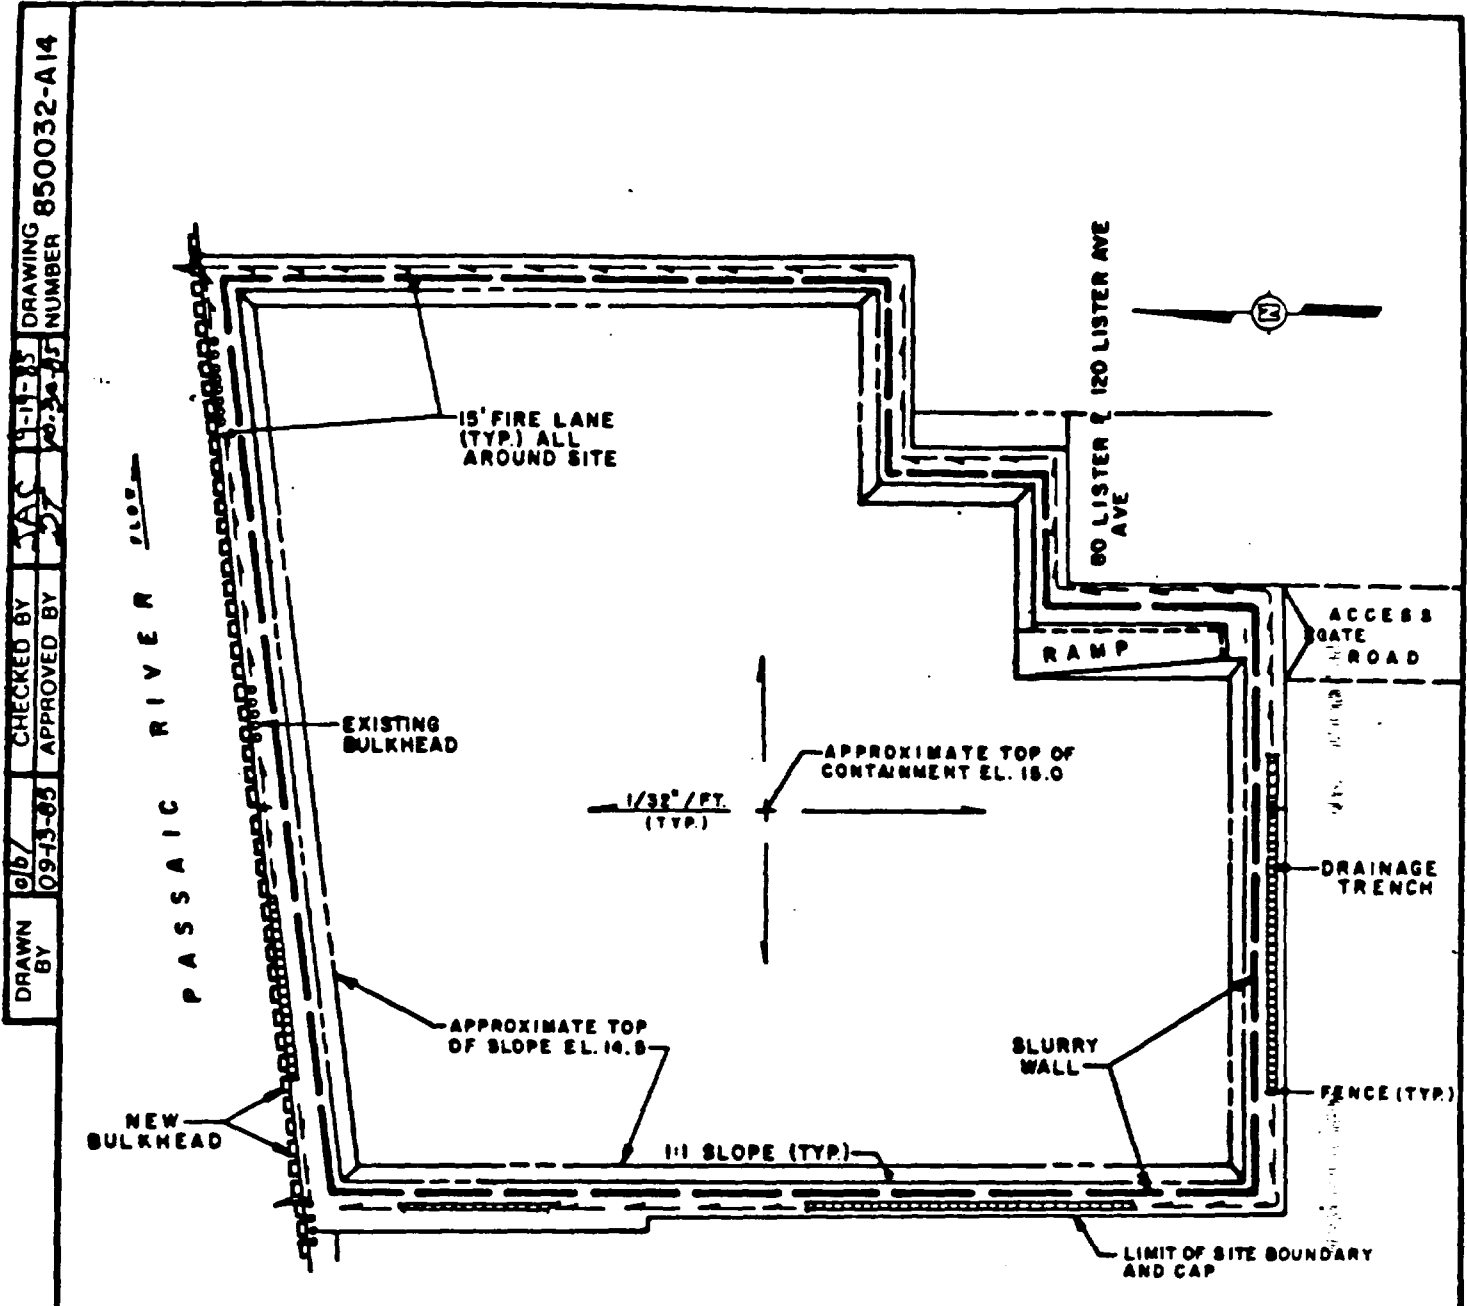 DRAWING
NUMBER 850032-A14
CHECKED BY
APPROVED BY
DRAWN
BY
09-13-85
80 LISTER ℄ 120 LISTER AVE
AVE
N
15' FIRE LANE
(TYP.) ALL
AROUND SITE
FLOW
PASSAIC RIVER
ACCESS
GATE
ROAD
RAMP
EXISTING
BULKHEAD
APPROXIMATE TOP OF
CONTAINMENT EL. 15.0
1/32"/FT.
(TYP.)
DRAINAGE
TRENCH
APPROXIMATE TOP
OF SLOPE EL. 14.5
SLURRY
WALL
NEW
BULKHEAD
FENCE (TYP.)
1:1 SLOPE (TYP.)
LIMIT OF SITE BOUNDARY
AND CAP